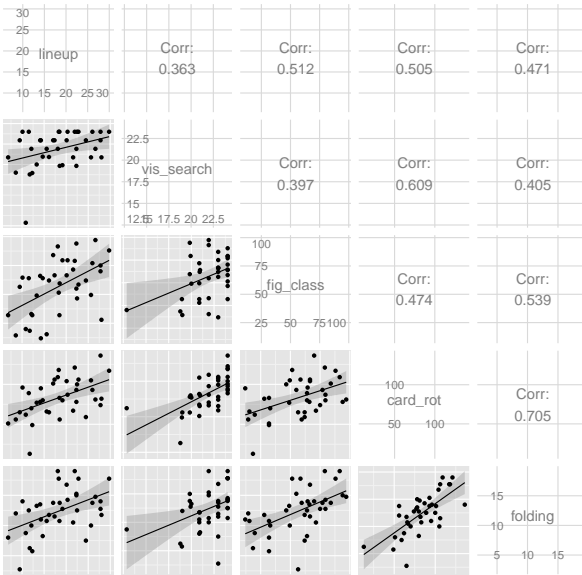 30
25
20
15
10
lineup
10 15 20 25 30
Corr:
0.363
Corr:
0.512
Corr:
0.505
Corr:
0.471
22.5
20
17.5
15
vis_search
12.5 15 17.5 20 22.5
Corr:
0.397
Corr:
0.609
Corr:
0.405
100
75
50
fig_class
25 50 75 100
Corr:
0.474
Corr:
0.539
100
card_rot
50 100
Corr:
0.705
15
10
folding
5 10 15